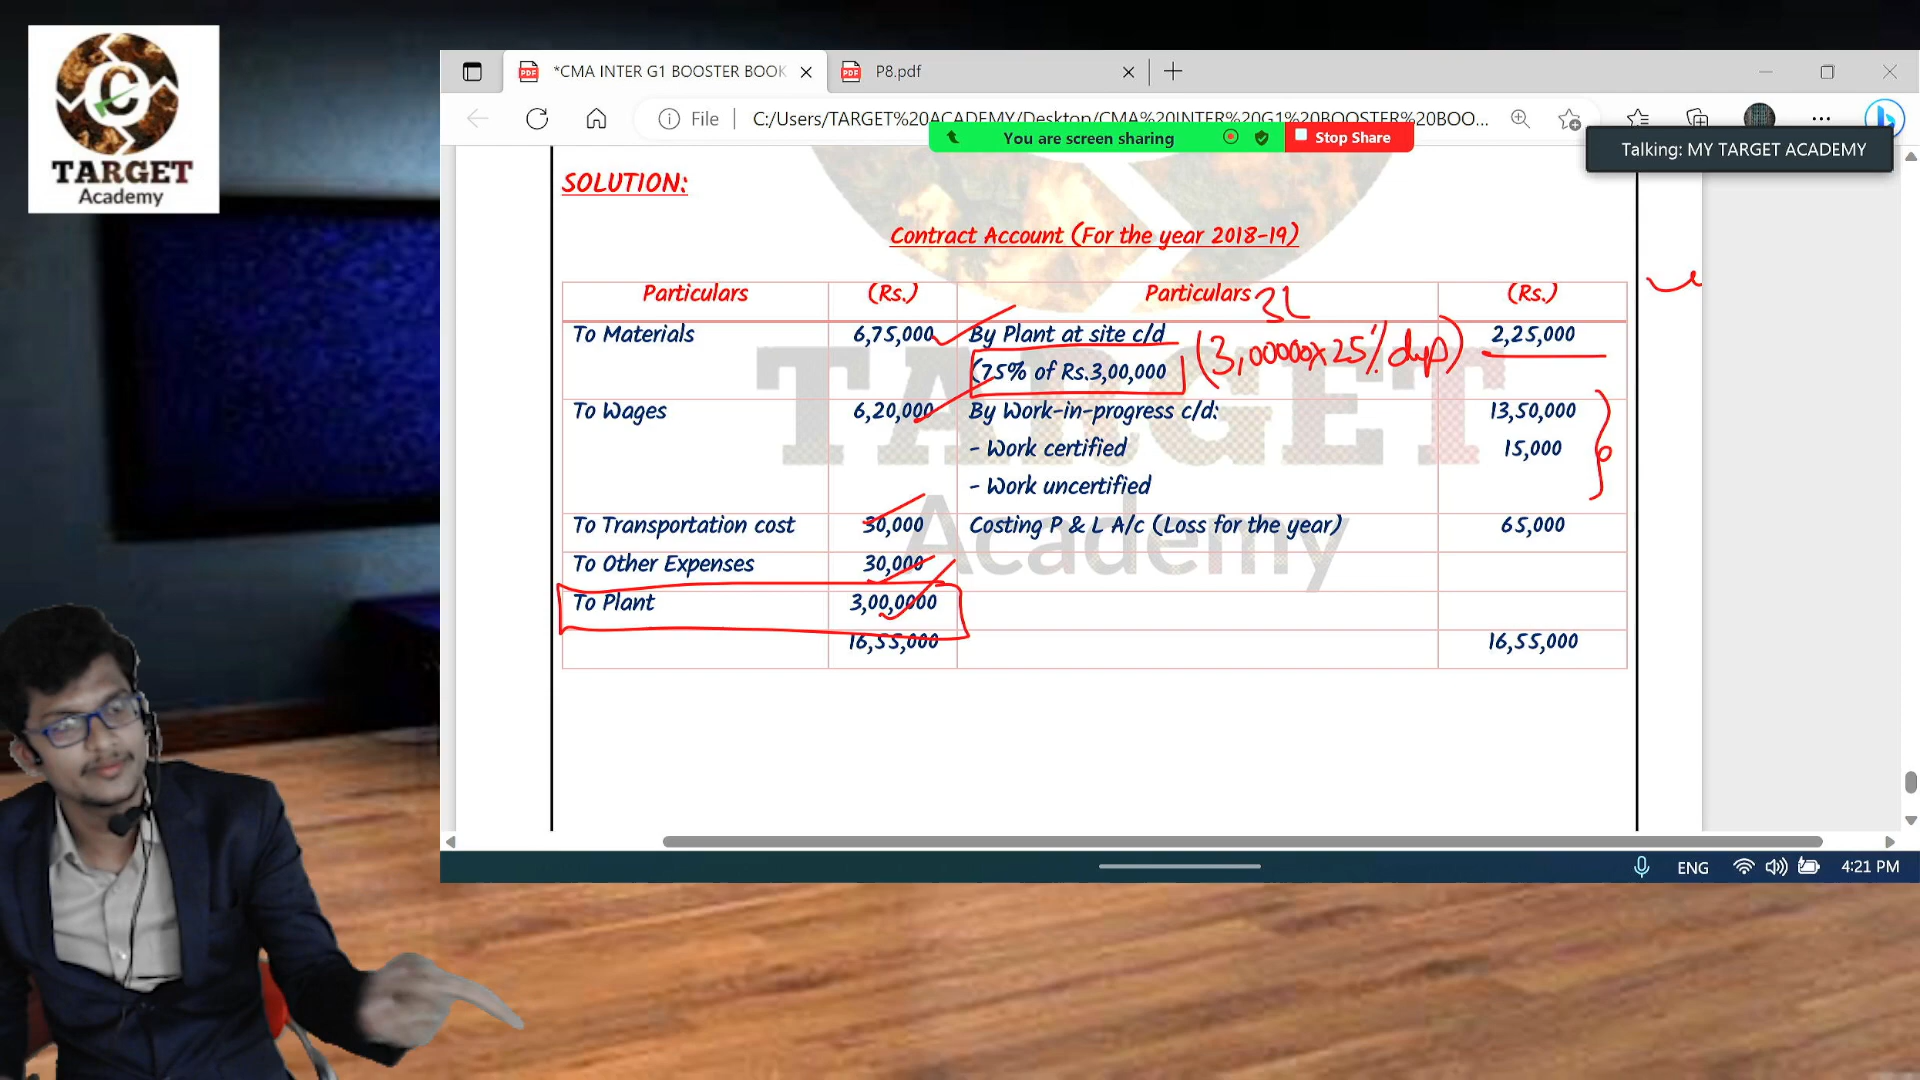 C
TARGET
Academy
*CMA INTER G1 BOOSTER BOOK
P8.pdf
File
C:/Users/TARGET%20ACADEMY/Desktop/CMA%20INTER%20G1%20BOOSTER%20BOO...
You are screen sharing
Stop Share
Talking: MY TARGET ACADEMY
SOLUTION:
Contract Account (For the year 2018-19)
Particulars (Rs.) Particulars (Rs.)
3L
To Materials 6,75,000 By Plant at site c/d 2,25,000
(75% of Rs.3,00,000
(3,00000x25% dep)
To Wages 6,20,000 By Work-in-progress c/d: 13,50,000
- Work certified 15,000
- Work uncertified
To Transportation cost 30,000 Costing P & L A/c (Loss for the year) 65,000
To Other Expenses 30,000
To Plant 3,00,0000
16,55,000 16,55,000
TARGET
Academy
ENG 4:21 PM